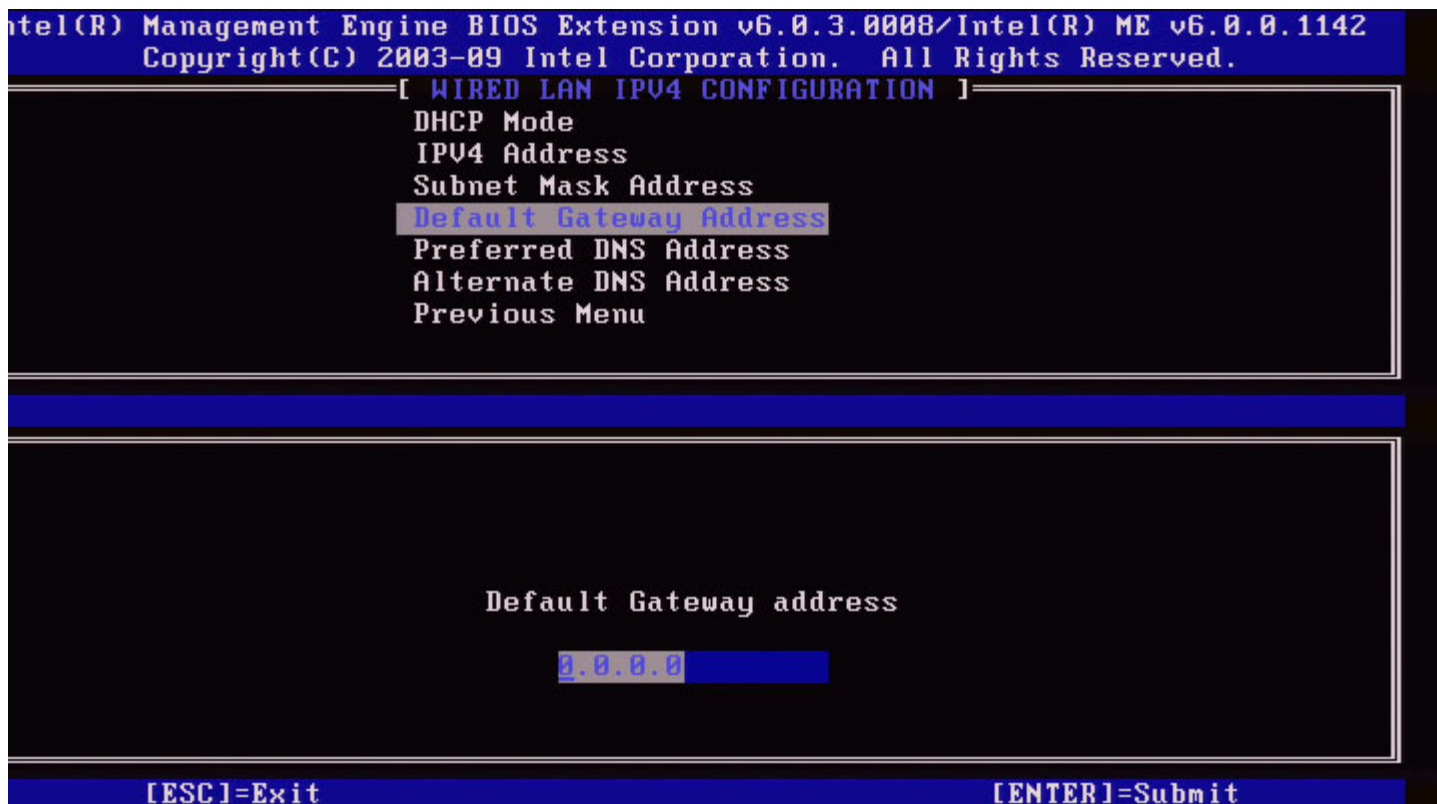 ntel(R) Management Engine BIOS Extension v6.0.3.0008/Intel(R) ME v6.0.0.1142
Copyright(C) 2003-09 Intel Corporation. All Rights Reserved.
[ WIRED LAN IPV4 CONFIGURATION ]
DHCP Mode
IPV4 Address
Subnet Mask Address
Default Gateway Address
Preferred DNS Address
Alternate DNS Address
Previous Menu
Default Gateway address
0.0.0.0
[ESC]=Exit [ENTER]=Submit